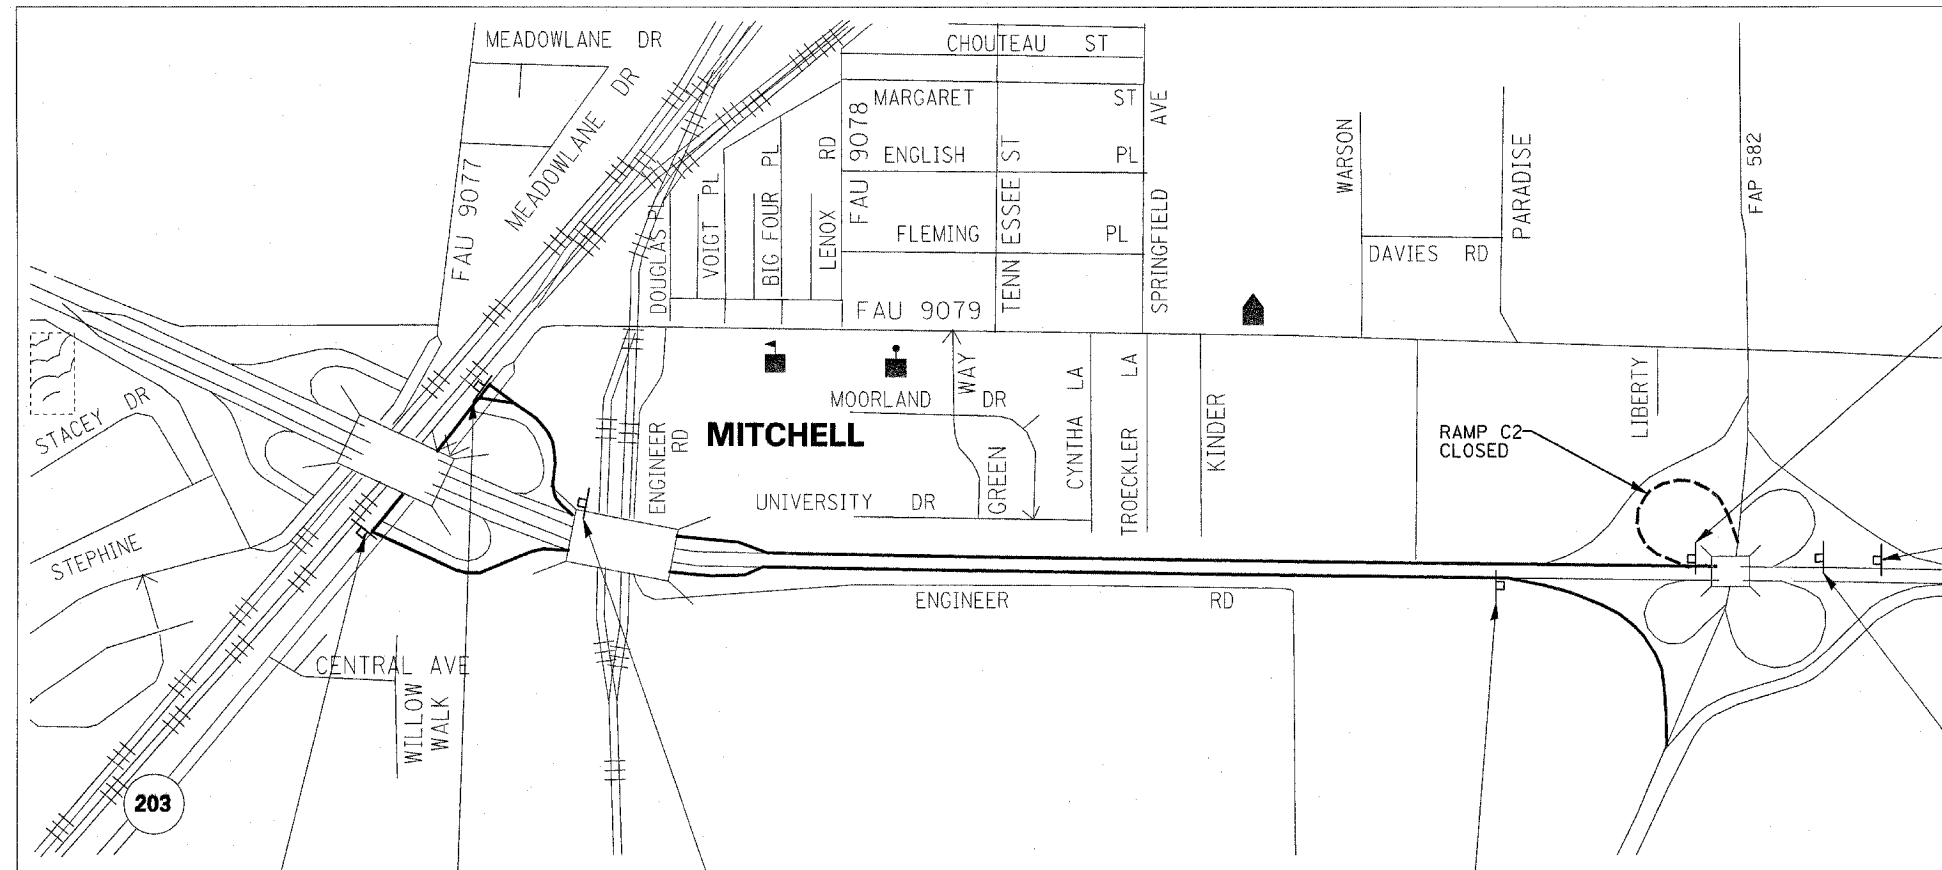 MEADOWLANE DR
MEADOWLANE DR
FAU 9077
CHOUTEAU ST
MARGARET ST
ENGLISH PL
FLEMING PL
FAU 9078
FAU 9079
TENNESSEE ST
SPRINGFIELD AVE
DOUGLAS PL
VOIGT PL
BIG FOUR PL
LENOX RD
WARSON
PARADISE
DAVIES RD
FAP 582
LIBERTY
STACEY DR
STEPHINE
ENGINEER
RD
MITCHELL
MOORLAND DR
GREEN WAY
UNIVERSITY DR
CYNTHA LA
TROECKLER LA
KINDER
RAMP C2
CLOSED
ENGINEER RD
CENTRAL AVE
WILLOW
WALK
203